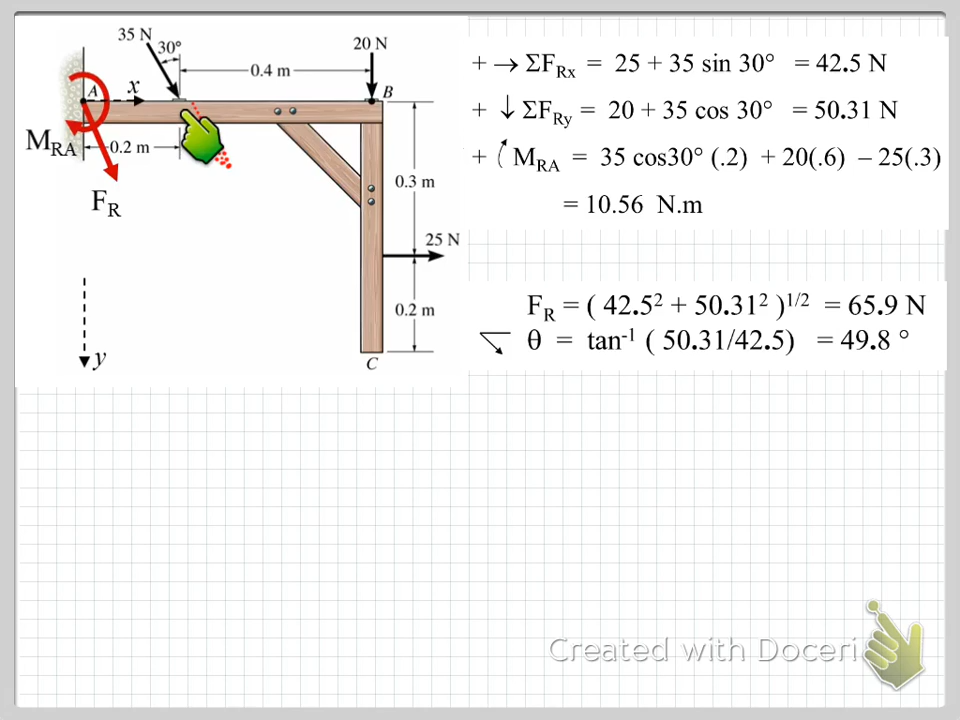 35 N
30°
20 N
0.4 m
A
x
B
M_RA
0.2 m
F_R
0.3 m
25 N
0.2 m
y
C
+ → ΣF_Rx = 25 + 35 sin 30° = 42.5 N
+ ↓ ΣF_Ry = 20 + 35 cos 30° = 50.31 N
+ M_RA = 35 cos30° (.2) + 20(.6) – 25(.3)
= 10.56 N.m
F_R = ( 42.5² + 50.31² )^1/2 = 65.9 N
θ = tan⁻¹ ( 50.31/42.5) = 49.8 °
Created with Doceri